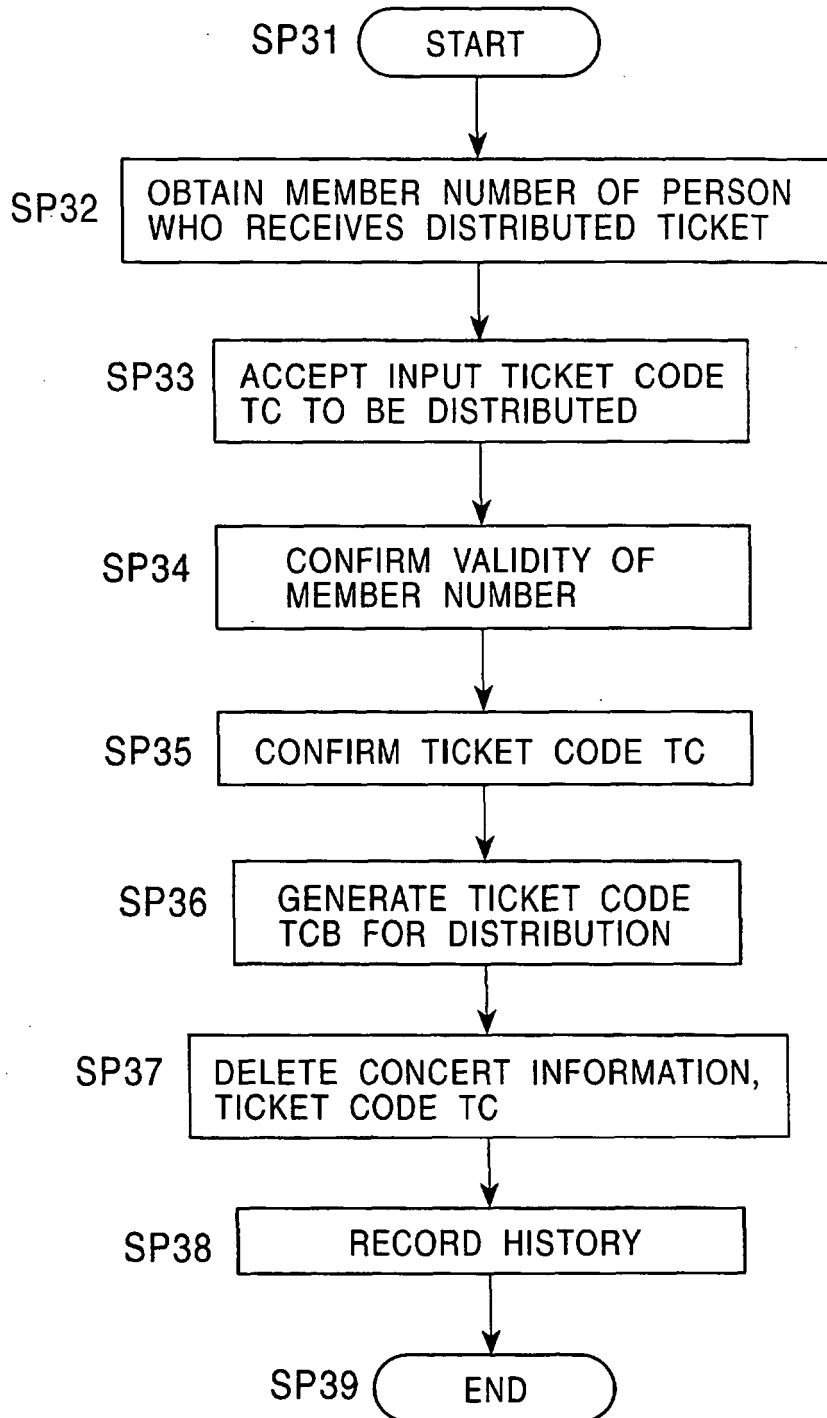 SP31 START
SP32 OBTAIN MEMBER NUMBER OF PERSON
WHO RECEIVES DISTRIBUTED TICKET
SP33 ACCEPT INPUT TICKET CODE
TC TO BE DISTRIBUTED
SP34 CONFIRM VALIDITY OF
MEMBER NUMBER
SP35 CONFIRM TICKET CODE TC
SP36 GENERATE TICKET CODE
TCB FOR DISTRIBUTION
SP37 DELETE CONCERT INFORMATION,
TICKET CODE TC
SP38 RECORD HISTORY
SP39 END